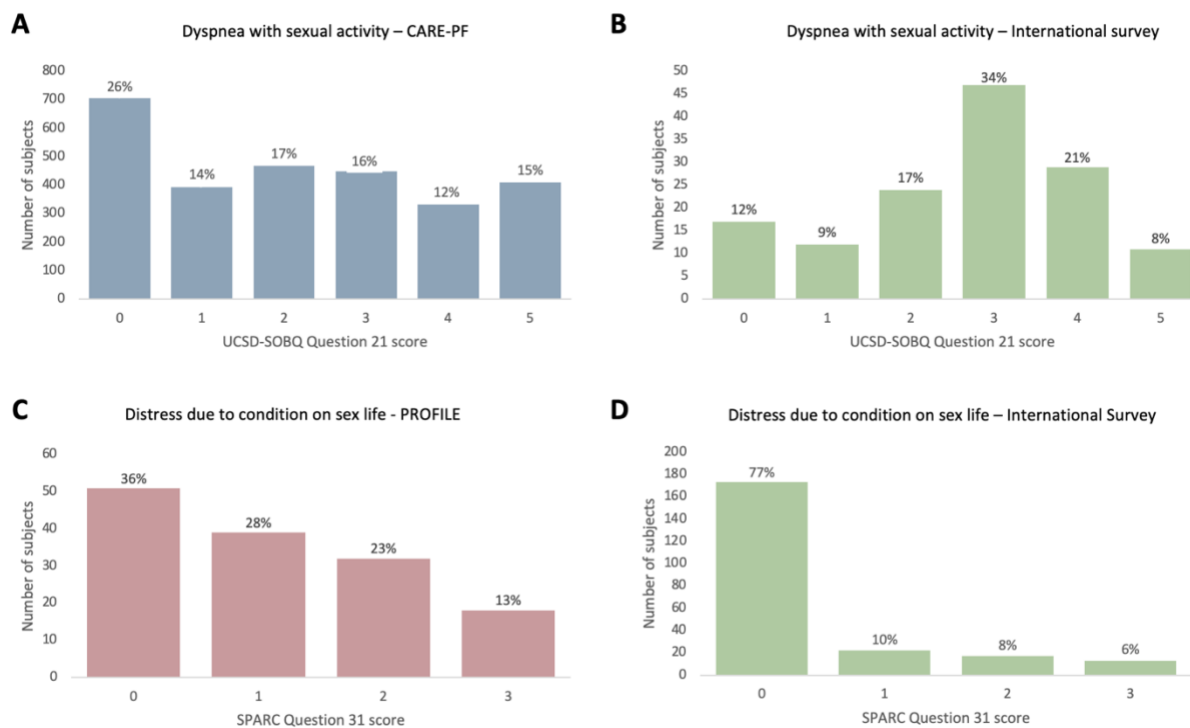 A
Dyspnea with sexual activity – CARE-PF
Number of subjects
800
700
600
500
400
300
200
100
0
26%
14%
17%
16%
12%
15%
0 1 2 3 4 5
UCSD-SOBQ Question 21 score
B
Dyspnea with sexual activity – International survey
Number of subjects
50
45
40
35
30
25
20
15
10
5
0
12%
9%
17%
34%
21%
8%
0 1 2 3 4 5
UCSD-SOBQ Question 21 score
C
Distress due to condition on sex life - PROFILE
Number of subjects
60
50
40
30
20
10
0
36%
28%
23%
13%
0 1 2 3
SPARC Question 31 score
D
Distress due to condition on sex life – International Survey
Number of subjects
200
180
160
140
120
100
80
60
40
20
0
77%
10%
8%
6%
0 1 2 3
SPARC Question 31 score